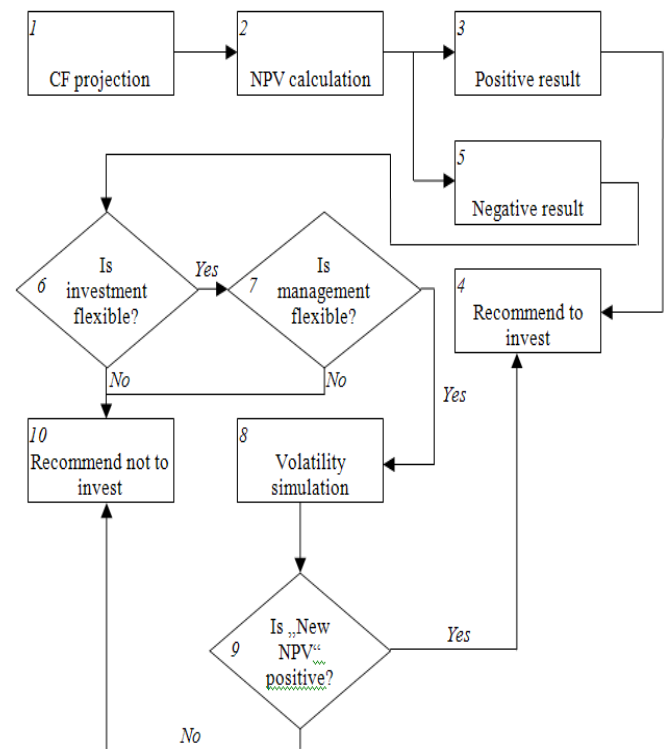 1
CF projection
2
NPV calculation
3
Positive result
5
Negative result
6
Is
investment
flexible?
Yes
7
Is
management
flexible?
4
Recommend to
invest
No
No
Yes
10
Recommend not to
invest
8
Volatility
simulation
9
Is „New
NPV“
positive?
Yes
No